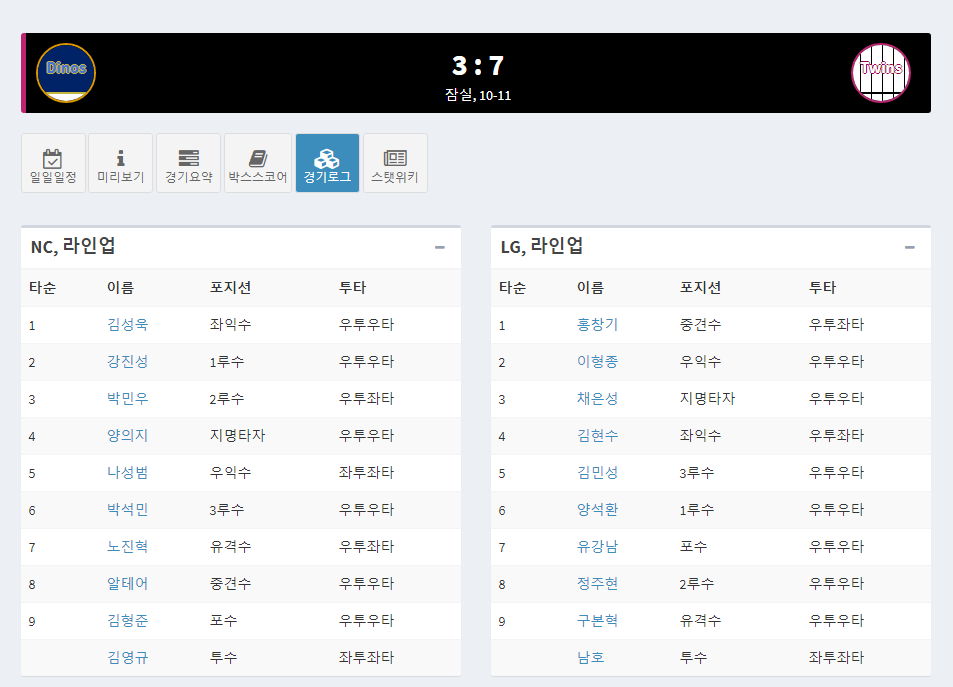 Dinos
3 : 7
Twins
잠실, 10-11
일일일정
미리보기
경기요약
박스스코어
경기로그
스탯위키
NC, 라인업
타순 이름 포지션 투타
1 김성욱 좌익수 우투우타
2 강진성 1루수 우투우타
3 박민우 2루수 우투좌타
4 양의지 지명타자 우투우타
5 나성범 우익수 좌투좌타
6 박석민 3루수 우투우타
7 노진혁 유격수 우투좌타
8 알테어 중견수 우투우타
9 김형준 포수 우투우타
김영규 투수 좌투좌타
LG, 라인업
타순 이름 포지션 투타
1 홍창기 중견수 우투좌타
2 이형종 우익수 우투우타
3 채은성 지명타자 우투우타
4 김현수 좌익수 우투좌타
5 김민성 3루수 우투우타
6 양석환 1루수 우투우타
7 유강남 포수 우투우타
8 정주현 2루수 우투우타
9 구본혁 유격수 우투우타
남호 투수 좌투좌타